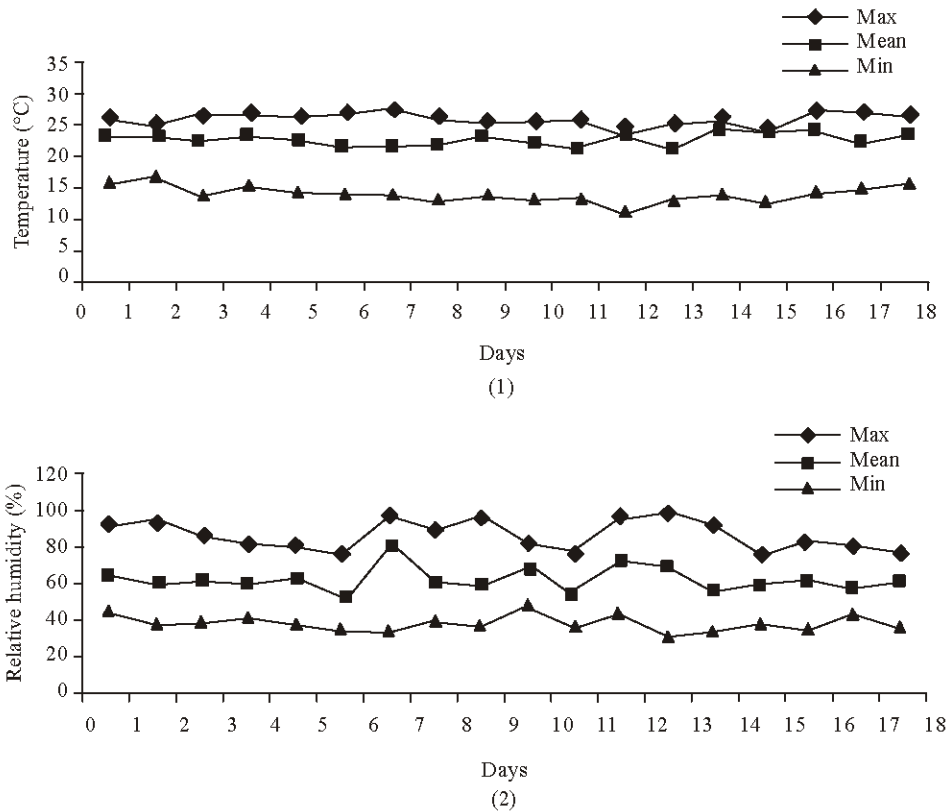 Max
Mean
Min
35
30
25
20
15
10
5
0
Temperature (°C)
0 1 2 3 4 5 6 7 8 9 10 11 12 13 14 15 16 17 18
Days
(1)
Max
Mean
Min
120
100
80
60
40
20
0
Relative humidity (%)
0 1 2 3 4 5 6 7 8 9 10 11 12 13 14 15 16 17 18
Days
(2)